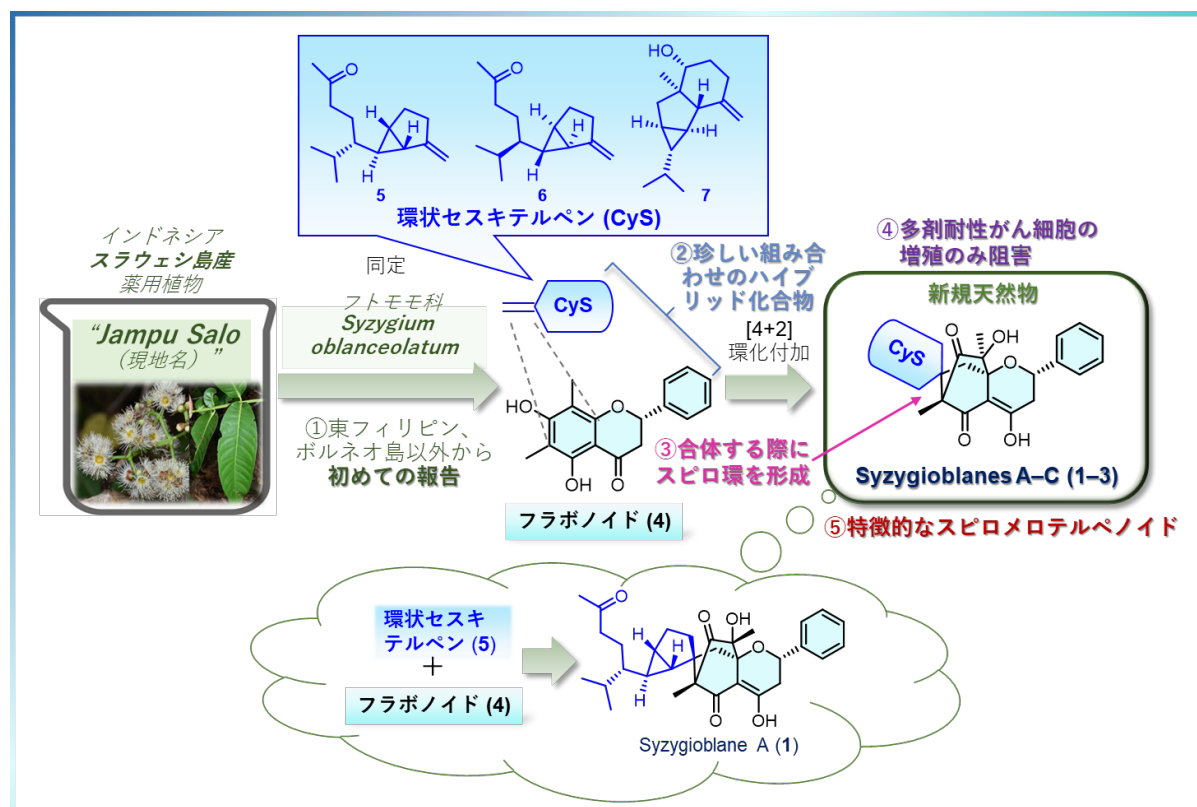 O
H
H
H
5
O
H
H
H
6
HO
H
H
H
7
環状セスキテルペン (CyS)
インドネシア
スラウェシ島産
薬用植物
“Jampu Salo
(現地名) ”
同定
フトモモ科
Syzygium
oblanceolatum
①東フィリピン、
ボルネオ島以外から
初めての報告
CyS
HO
O
OH
O
フラボノイド (4)
②珍しい組み合
わせのハイブ
リッド化合物
[4+2]
環化付加
③合体する際に
スピロ環を形成
④多剤耐性がん細胞の
増殖のみ阻害
新規天然物
CyS
O
OH
O
O
OH
Syzygioblanes A–C (1–3)
⑤特徴的なスピロメロテルペノイド
環状セスキ
テルペン (5)
+
フラボノイド (4)
O
H
H
H
O
OH
O
O
OH
Syzygioblane A (1)